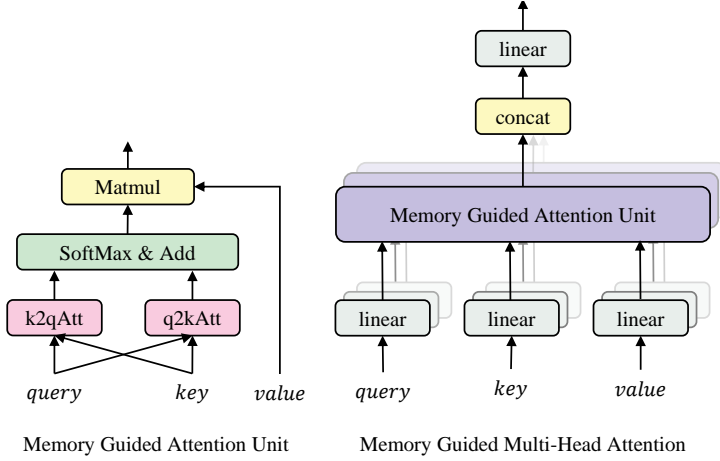 linear
concat
Matmul
Memory Guided Attention Unit
SoftMax & Add
k2qAtt q2kAtt
linear linear linear
query key value
query key value
Memory Guided Attention Unit
Memory Guided Multi-Head Attention